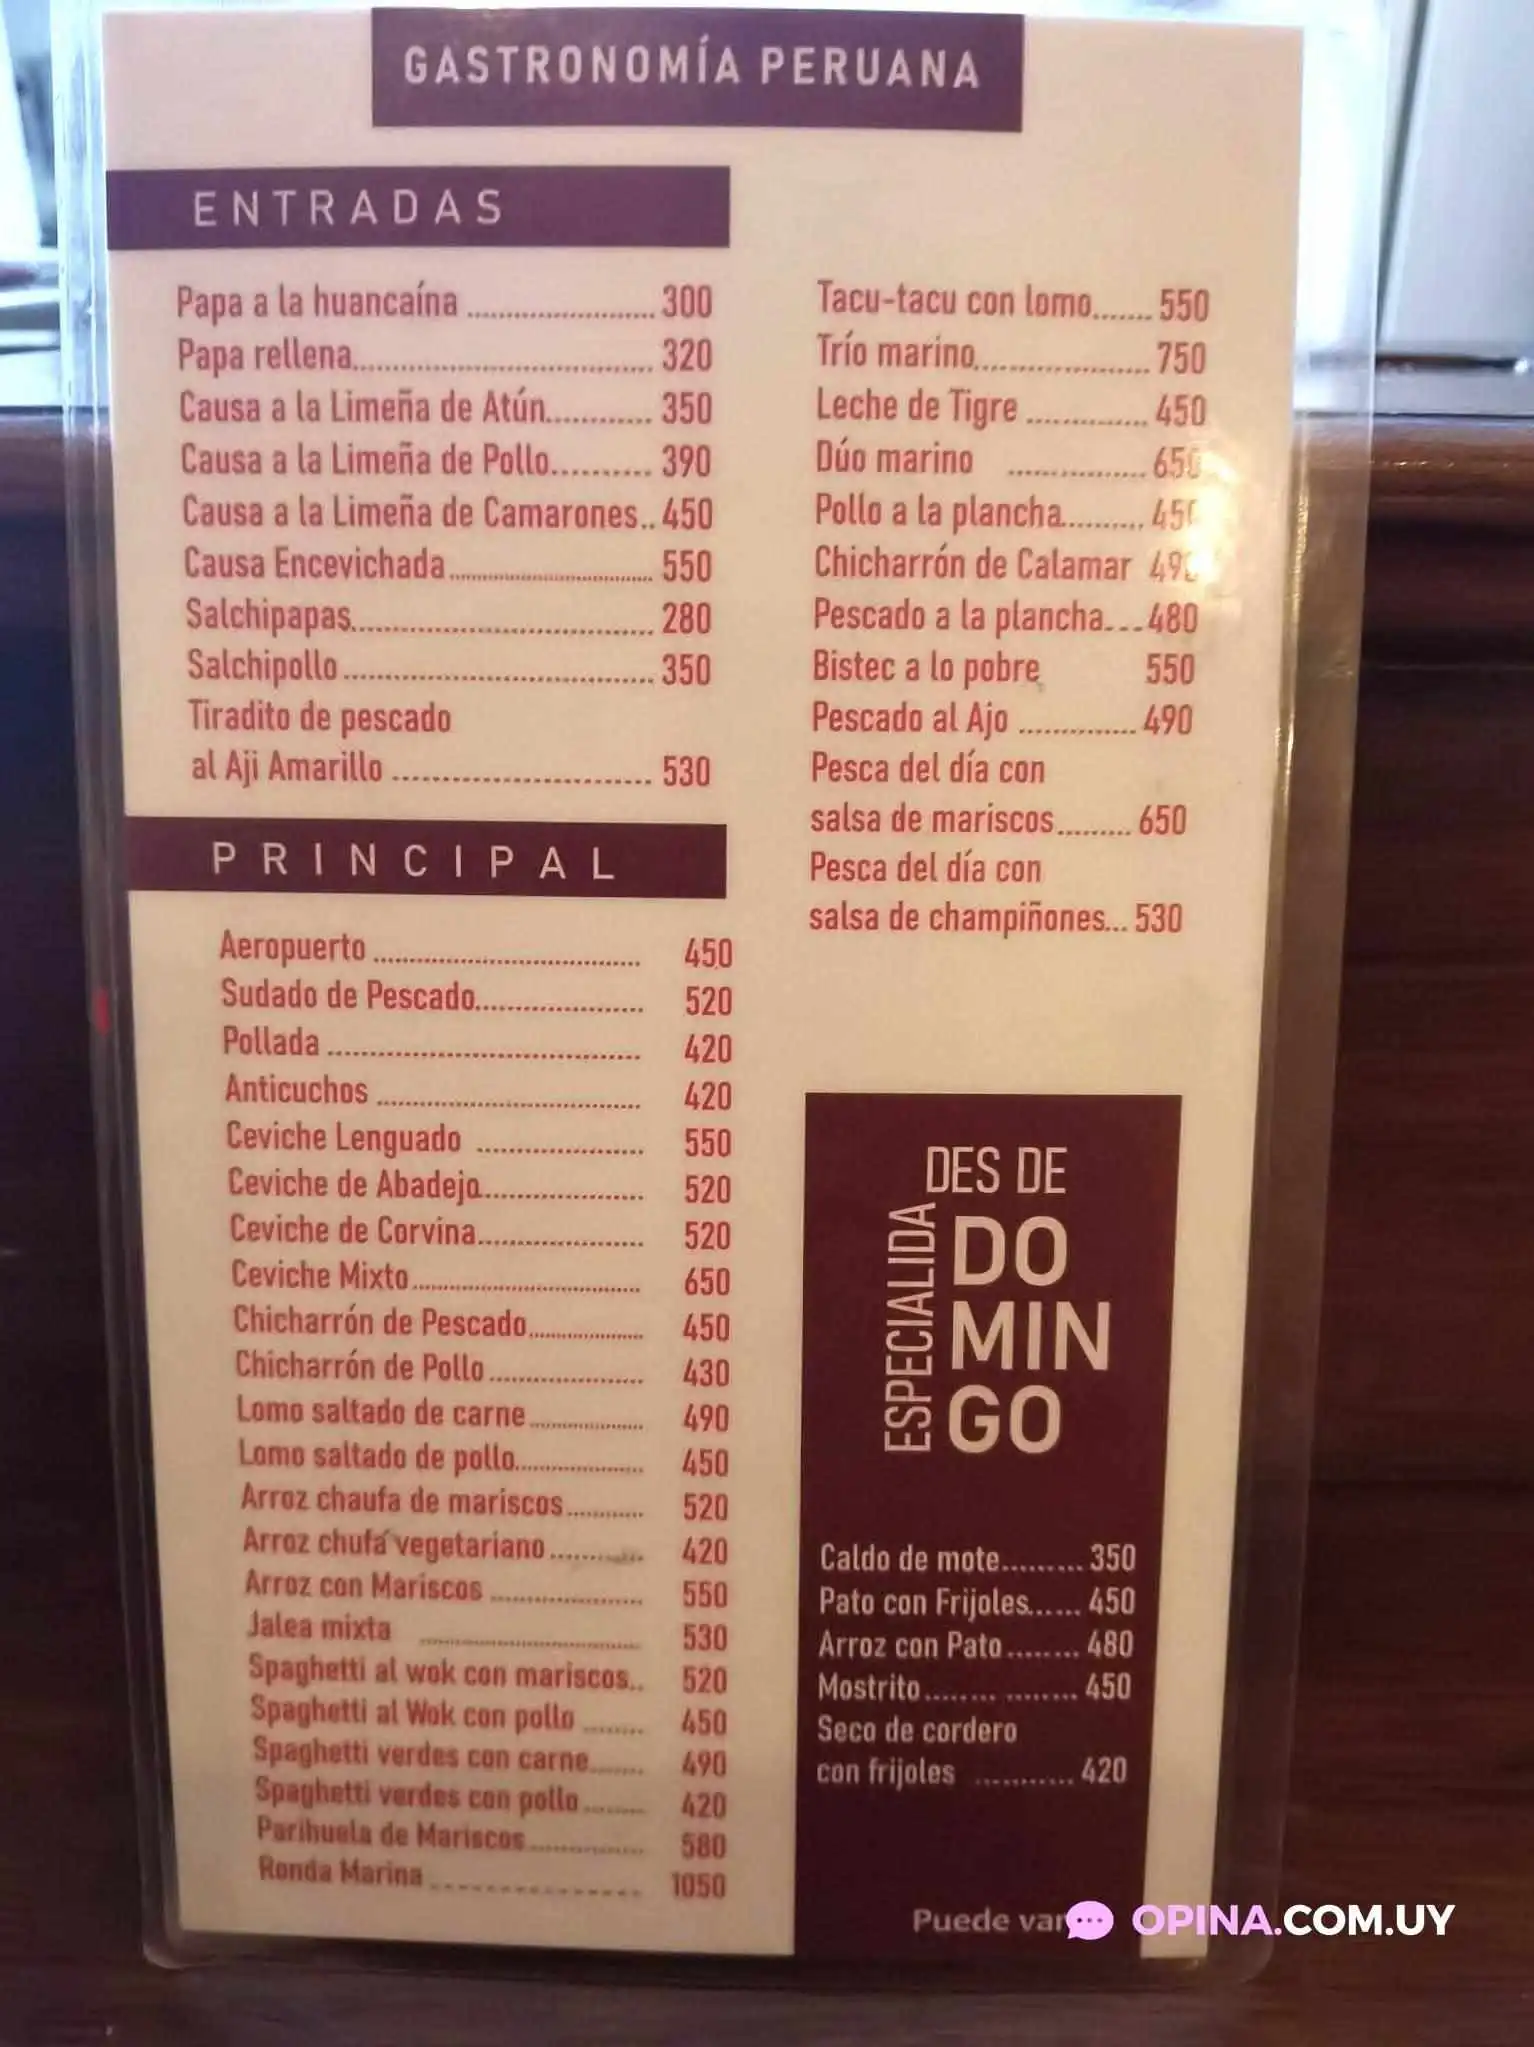 GASTRONOMÍA PERUANA
ENTRADAS
Papa a la huancaína ........................ 300
Papa rellena...................................... 320
Causa a la Limeña de Atún............. 350
Causa a la Limeña de Pollo.......... 390
Causa a la Limeña de Camarones.. 450
Causa Encevichada.................................. 550
Salchipapas...................................... 280
Salchipollo...................................... 350
Tiradito de pescado
al Aji Amarillo ............................ 530
PRINCIPAL
Aeropuerto ...................................... 450
Sudado de Pescado........................ 520
Pollada ...................................... 420
Anticuchos .................................. 420
Ceviche Lenguado ..................... 550
Ceviche de Abadejo..................... 520
Ceviche de Corvina..................... 520
Ceviche Mixto............................... 650
Chicharrón de Pescado.................. 450
Chicharrón de Pollo ..................... 430
Lomo saltado de carne.................. 490
Lomo saltado de pollo.................. 450
Arroz chaufa de mariscos........... 520
Arroz chufa vegetariano............ 420
Arroz con Mariscos ..................... 550
Jalea mixta ............................... 530
Spaghetti al wok con mariscos.. 520
Spaghetti al Wok con pollo ........ 450
Spaghetti verdes con carne....... 490
Spaghetti verdes con pollo........ 420
Parihuela de Mariscos............... 580
Ronda Marina ................ 1050
Tacu-tacu con lomo....... 550
Trío marino..................... 750
Leche de Tigre .............. 450
Dúo marino ................ 650
Pollo a la plancha.......... 450
Chicharrón de Calamar
Pescado a la plancha...480
Bistec a lo pobre 550
Pescado al Ajo .............. 490
Pesca del día con
salsa de mariscos......... 650
Pesca del día con
salsa de champiñones... 530
ESPECIALIDA
DES DE
DO
MIN
GO
Caldo de mote......... 350
Pato con Frijoles...... 450
Arroz con Pato ........ 480
Mostrito........ ........ 450
Seco de cordero
con frijoles ........... 420
Puede var
OPINA.COM.UY